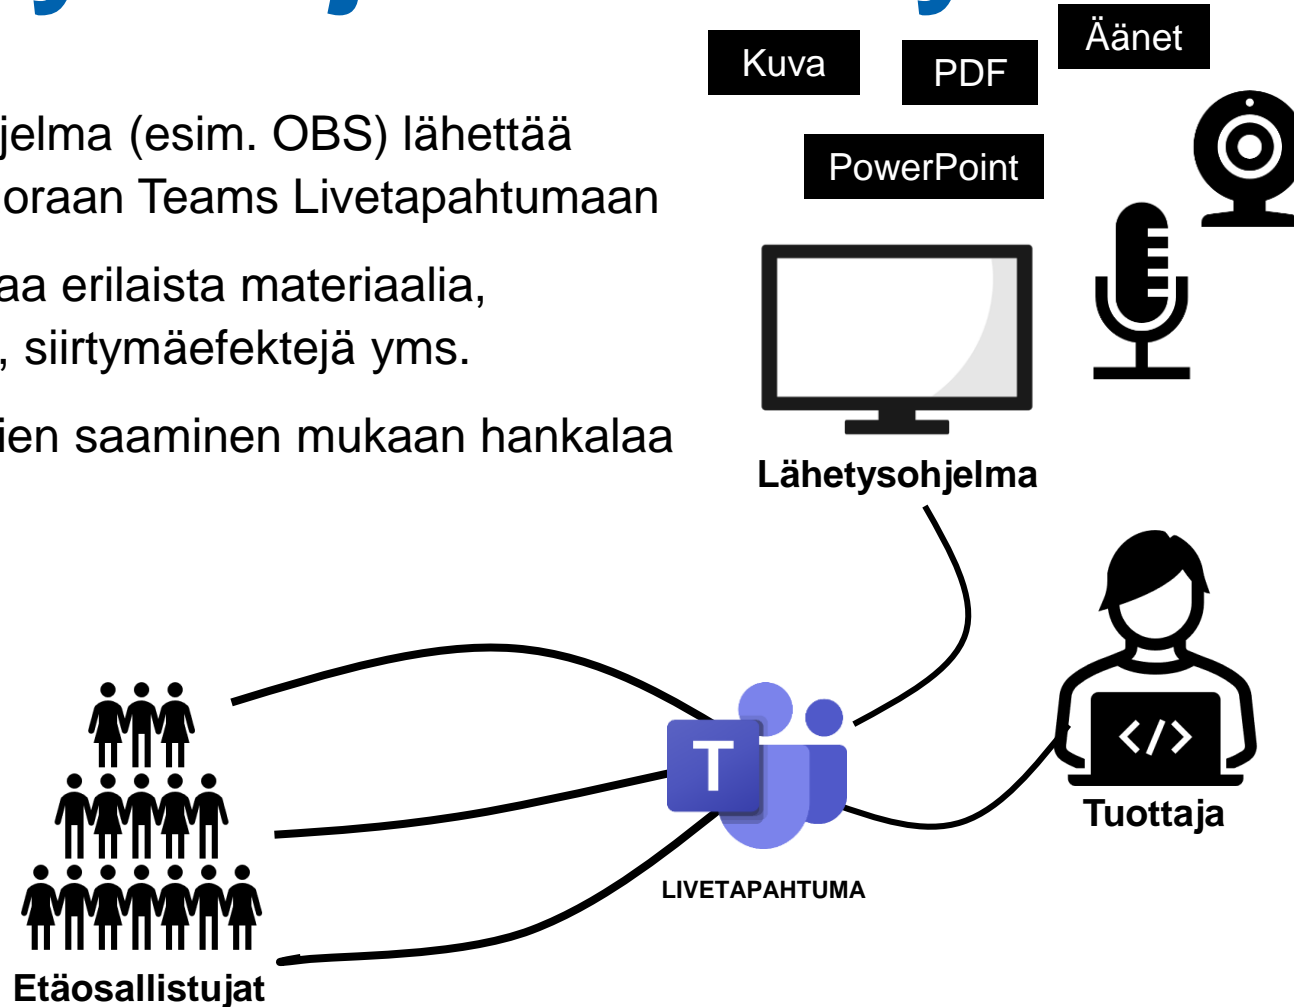 Kuva
PDF
Äänet
PowerPoint
jelma (esim. OBS) lähettää
oraan Teams Livetapahtumaan
aa erilaista materiaalia,
, siirtymäefektejä yms.
ien saaminen mukaan hankalaa
Lähetysohjelma
</>
Tuottaja
T
LIVETAPAHTUMA
Etäosallistujat